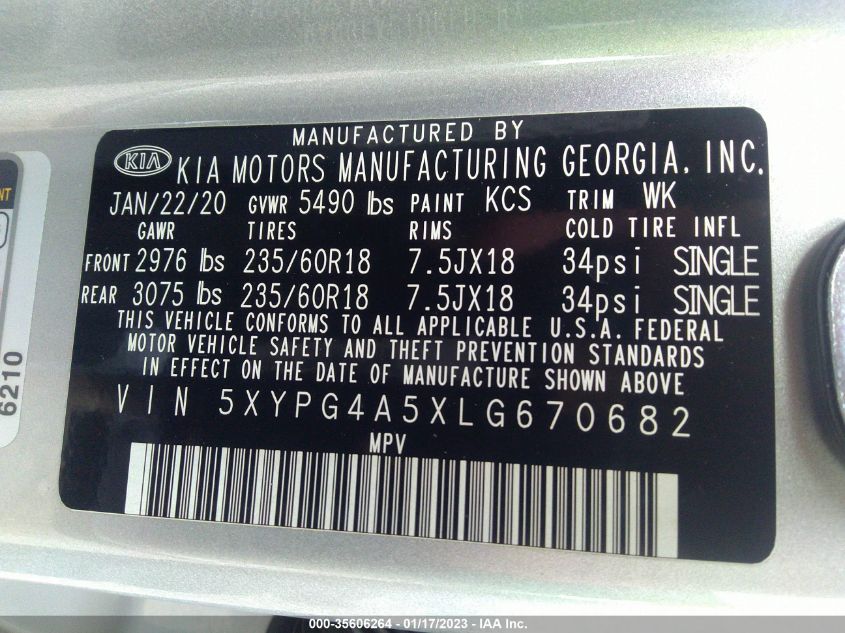 MANUFACTURED BY
KIA KIA MOTORS MANUFACTURING GEORGIA, INC.
JAN/22/20 GVWR 5490 lbs PAINT KCS TRIM WK
GAWR TIRES RIMS COLD TIRE INFL
FRONT 2976 lbs 235/60R18 7.5JX18 34psi SINGLE
REAR 3075 lbs 235/60R18 7.5JX18 34psi SINGLE
THIS VEHICLE CONFORMS TO ALL APPLICABLE U.S.A. FEDERAL
MOTOR VEHICLE SAFETY AND THEFT PREVENTION STANDARDS
IN EFFECT ON THE DATE OF MANUFACTURE SHOWN ABOVE
VIN 5XYPG4A5XLG670682
MPV
6210
000-35606264 - 01/17/2023 - IAA Inc.